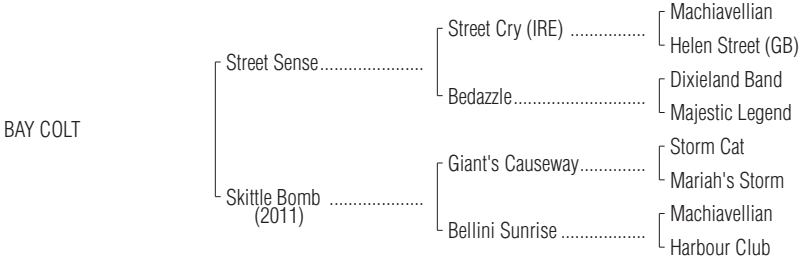 Machiavellian
Street Cry (IRE) ................
Helen Street (GB)
Street Sense......................
Dixieland Band
Bedazzle............................
Majestic Legend
BAY COLT
Storm Cat
Giant's Causeway..............
Mariah's Storm
Skittle Bomb ....................
(2011)
Machiavellian
Bellini Sunrise ..................
Harbour Club